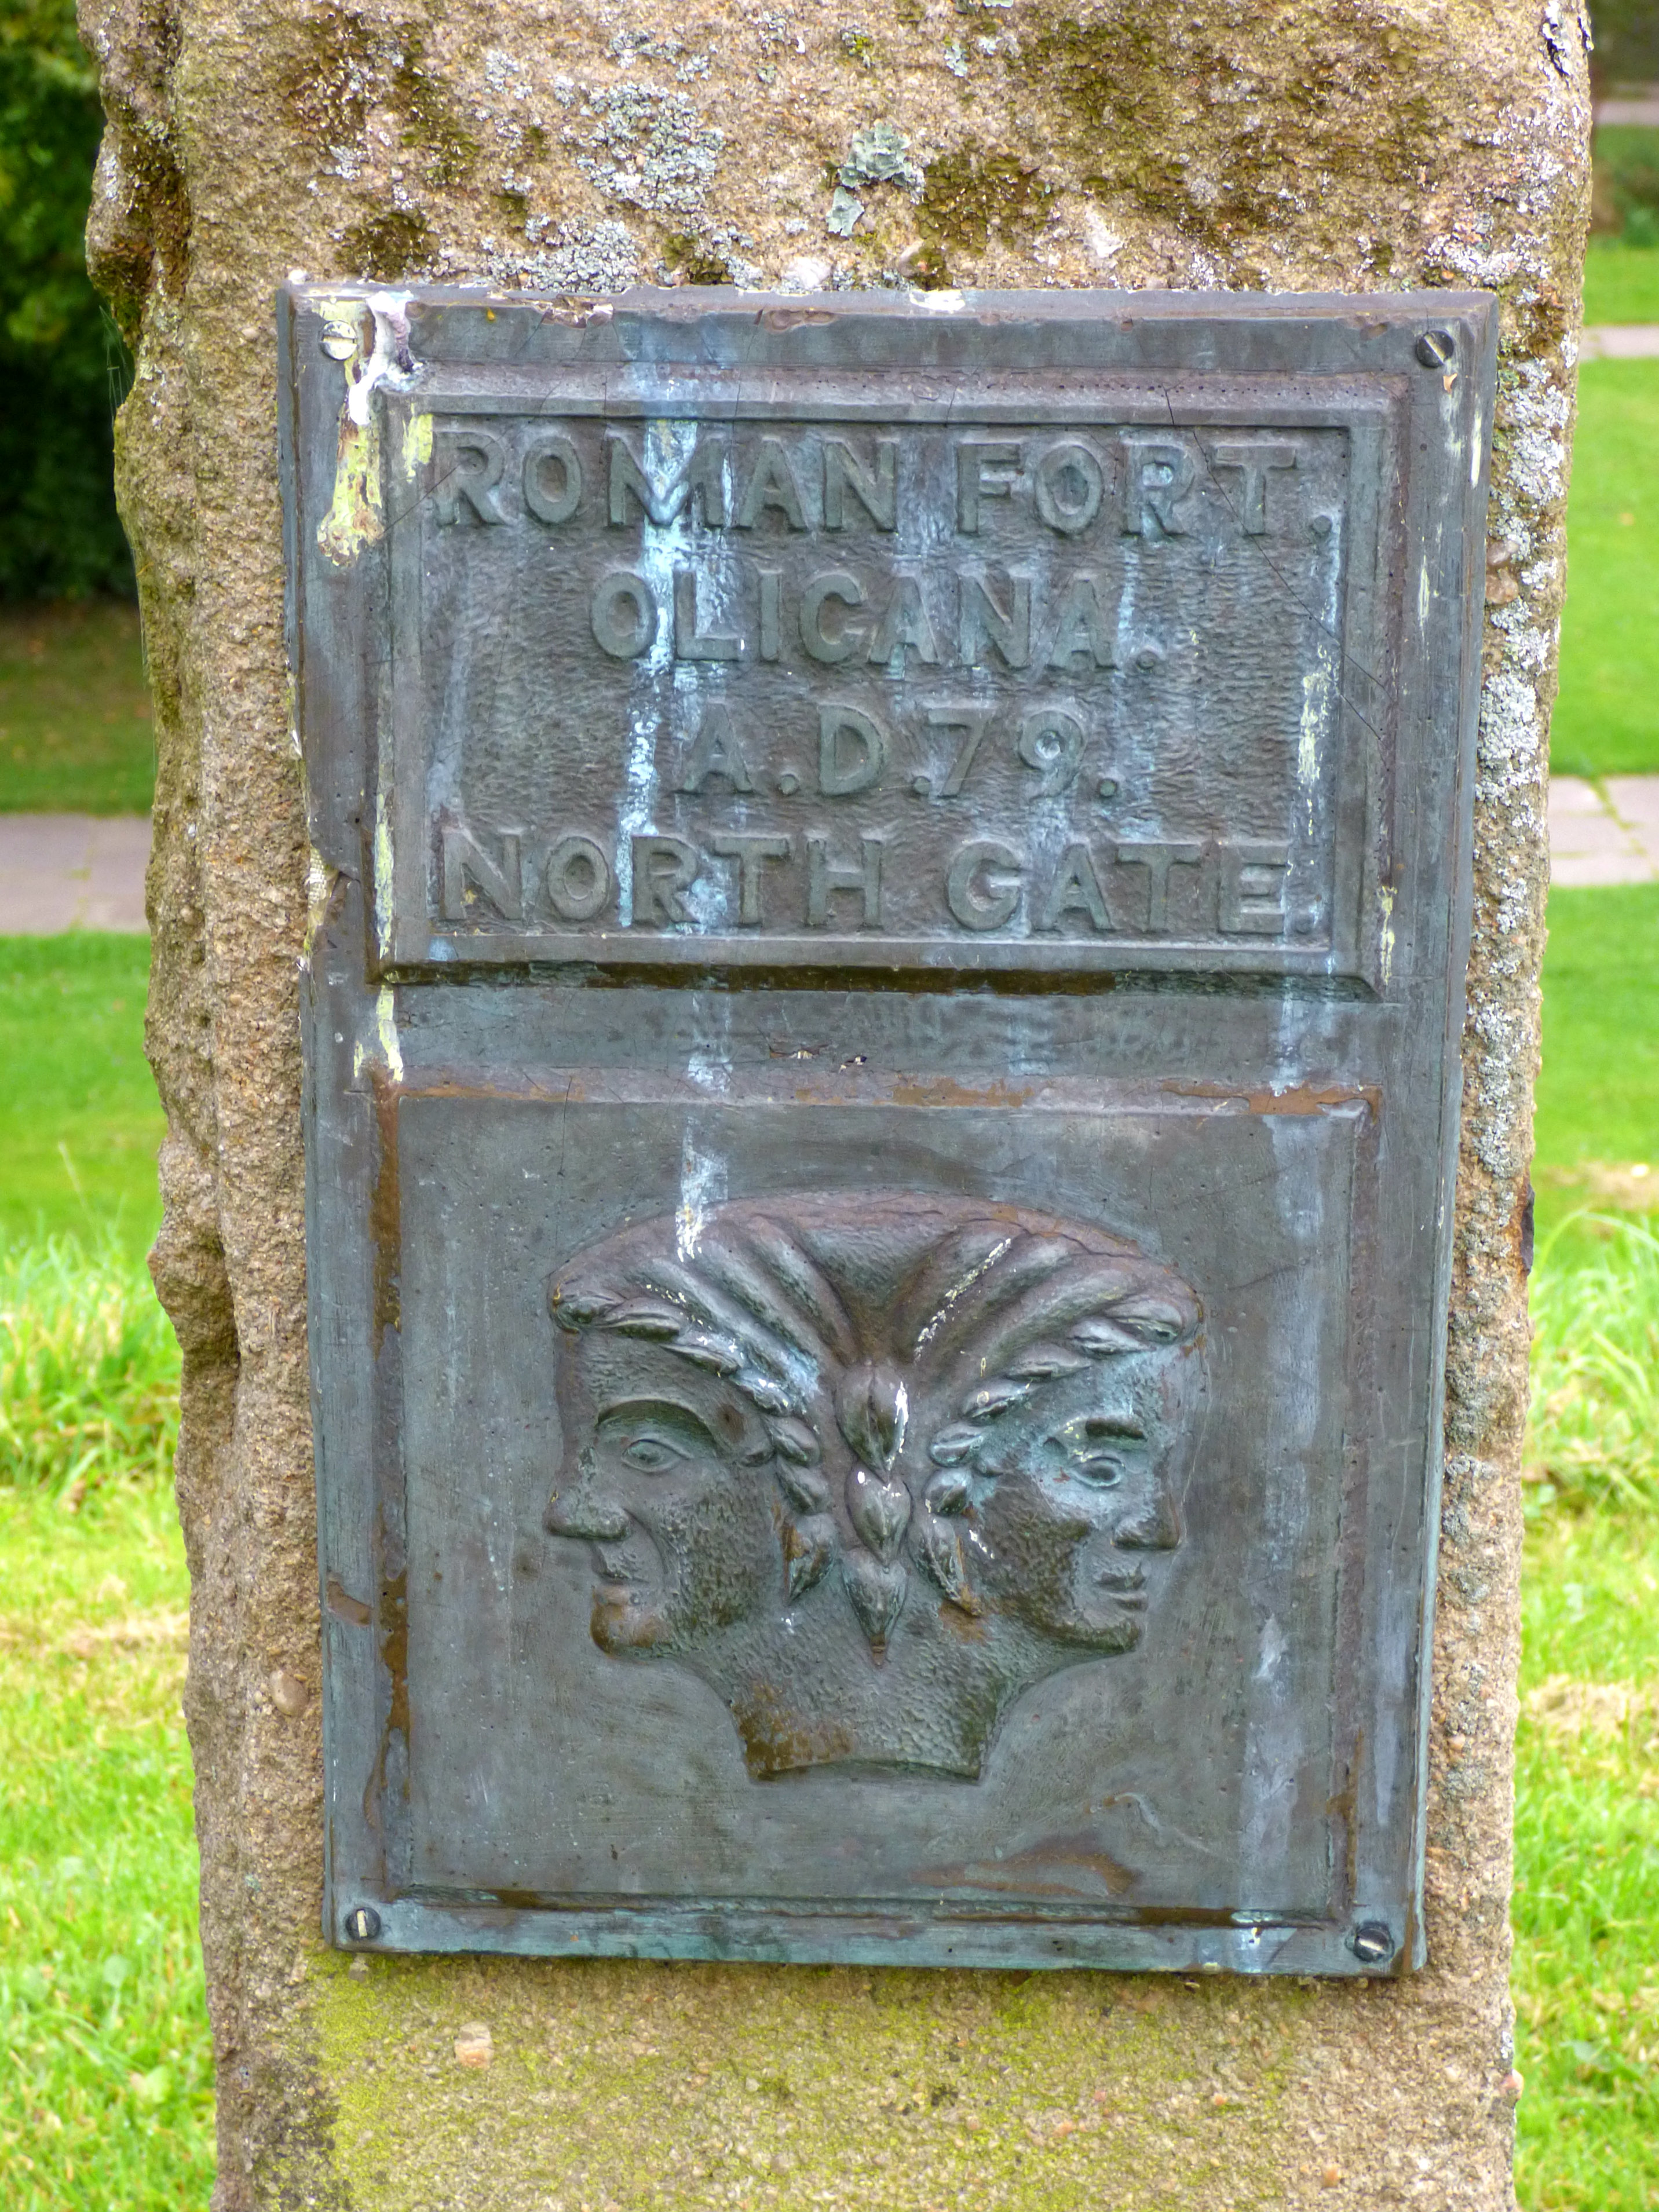 ROMAN FORT.
OLICANA.
A.D.79.
NORTH GATE.